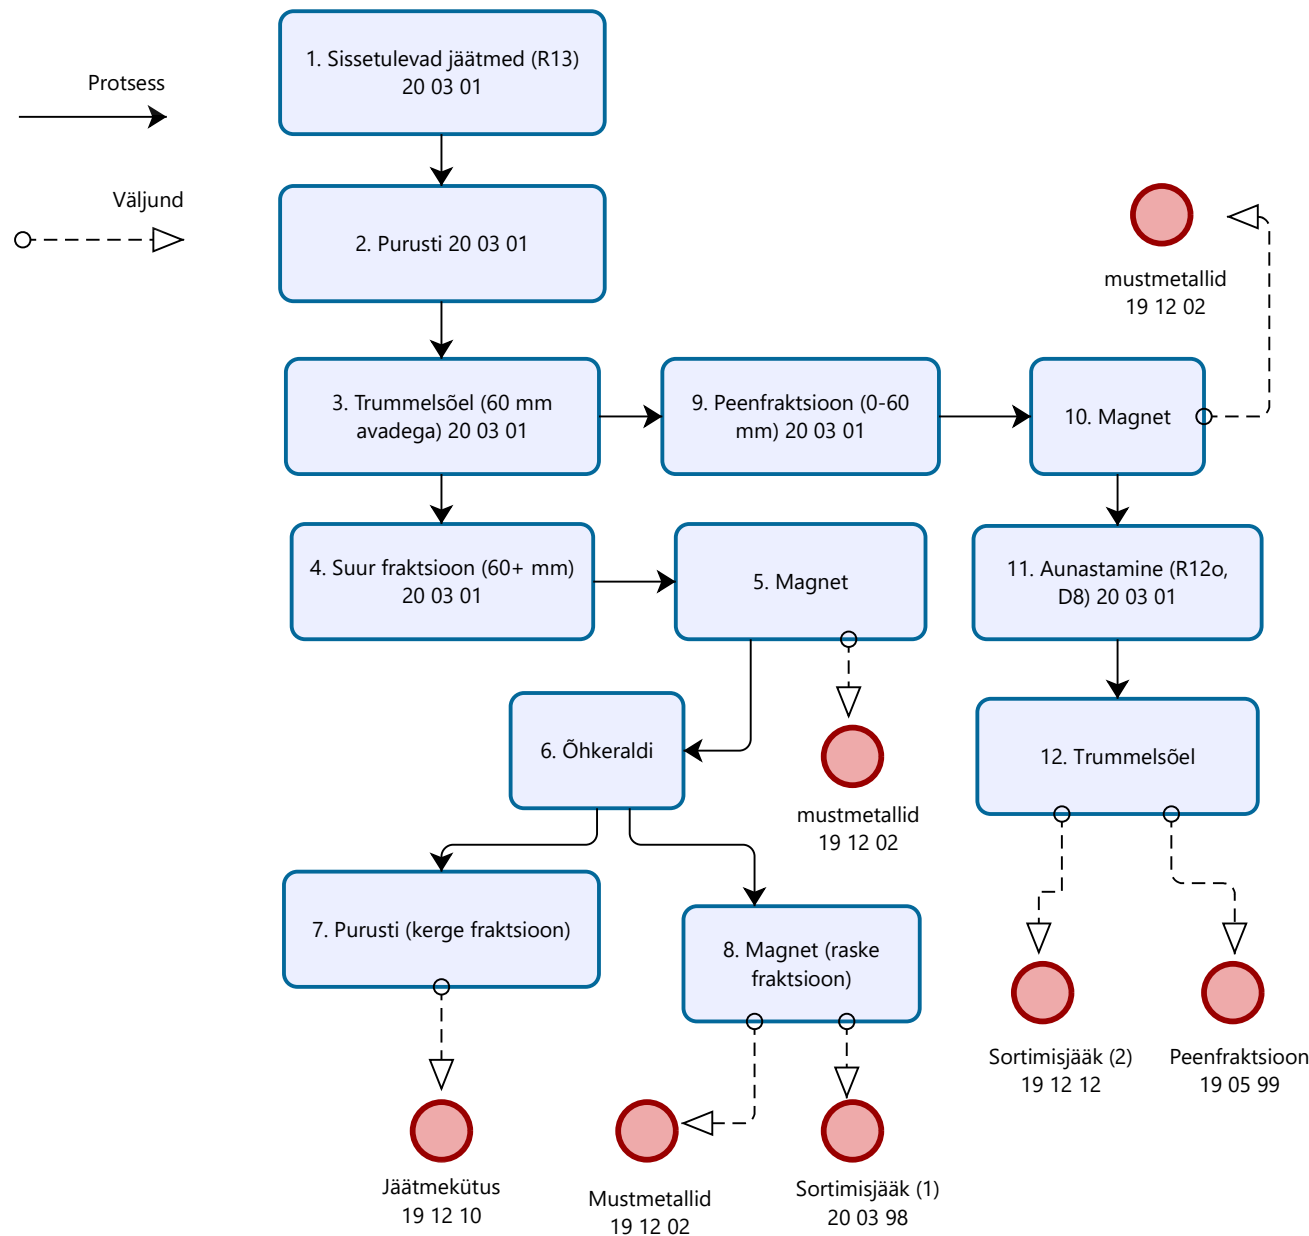 Protsess
Väljund
1. Sissetulevad jäätmed (R13)
20 03 01
2. Purusti 20 03 01
3. Trummelsõel (60 mm
avadega) 20 03 01
9. Peenfraktsioon (0-60
mm) 20 03 01
10. Magnet
mustmetallid
19 12 02
4. Suur fraktsioon (60+ mm)
20 03 01
5. Magnet
11. Aunastamine (R12o,
D8) 20 03 01
6. Õhkeraldi
mustmetallid
19 12 02
12. Trummelsõel
7. Purusti (kerge fraktsioon)
8. Magnet (raske
fraktsioon)
Sortimisjääk (2)
19 12 12
Peenfraktsioon
19 05 99
Jäätmekütus
19 12 10
Mustmetallid
19 12 02
Sortimisjääk (1)
20 03 98